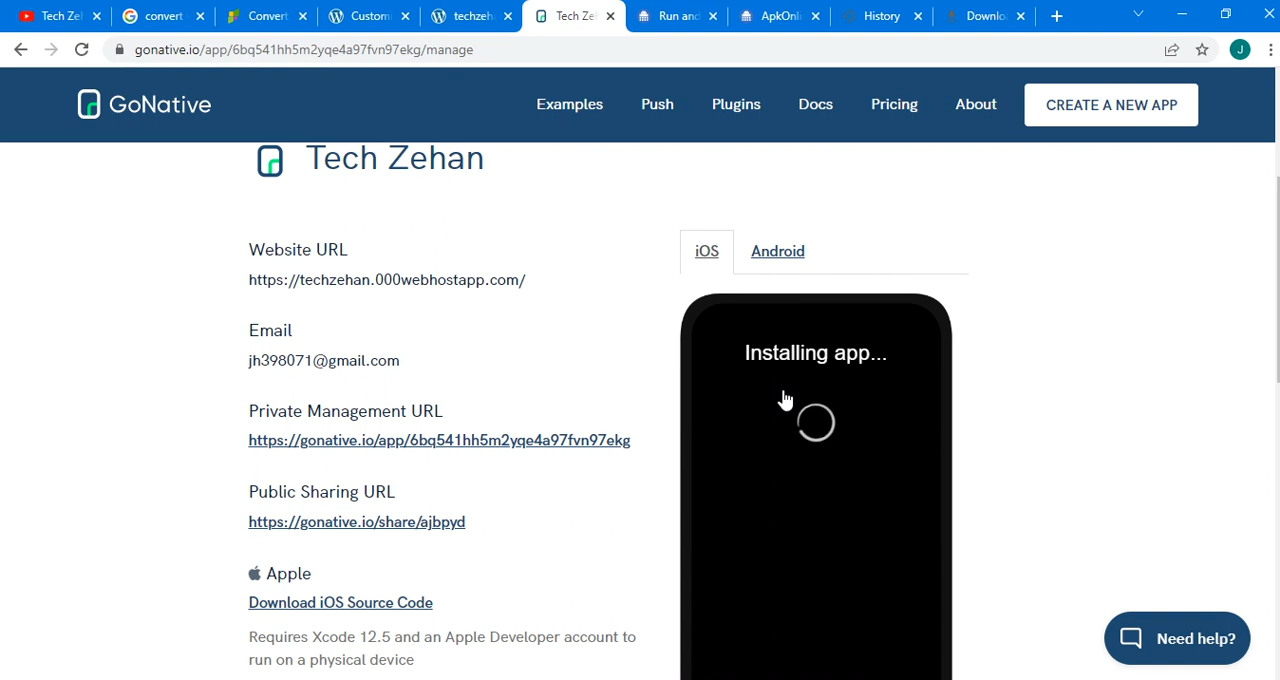 Tech Ze
convert
Convert
Custom
techzeh
Tech Ze
Run and
ApkOnli
History
Downlo
gonative.io/app/6bq541hh5m2yqe4a97fvn97ekg/manage
J
GoNative
Examples
Push
Plugins
Docs
Pricing
About
CREATE A NEW APP
Tech Zehan
Website URL
https://techzehan.000webhostapp.com/
Email
jh398071@gmail.com
Private Management URL
https://gonative.io/app/6bq541hh5m2yqe4a97fvn97ekg
Public Sharing URL
https://gonative.io/share/ajbpyd
Apple
Download iOS Source Code
Requires Xcode 12.5 and an Apple Developer account to
run on a physical device
iOS
Android
Installing app...
Need help?